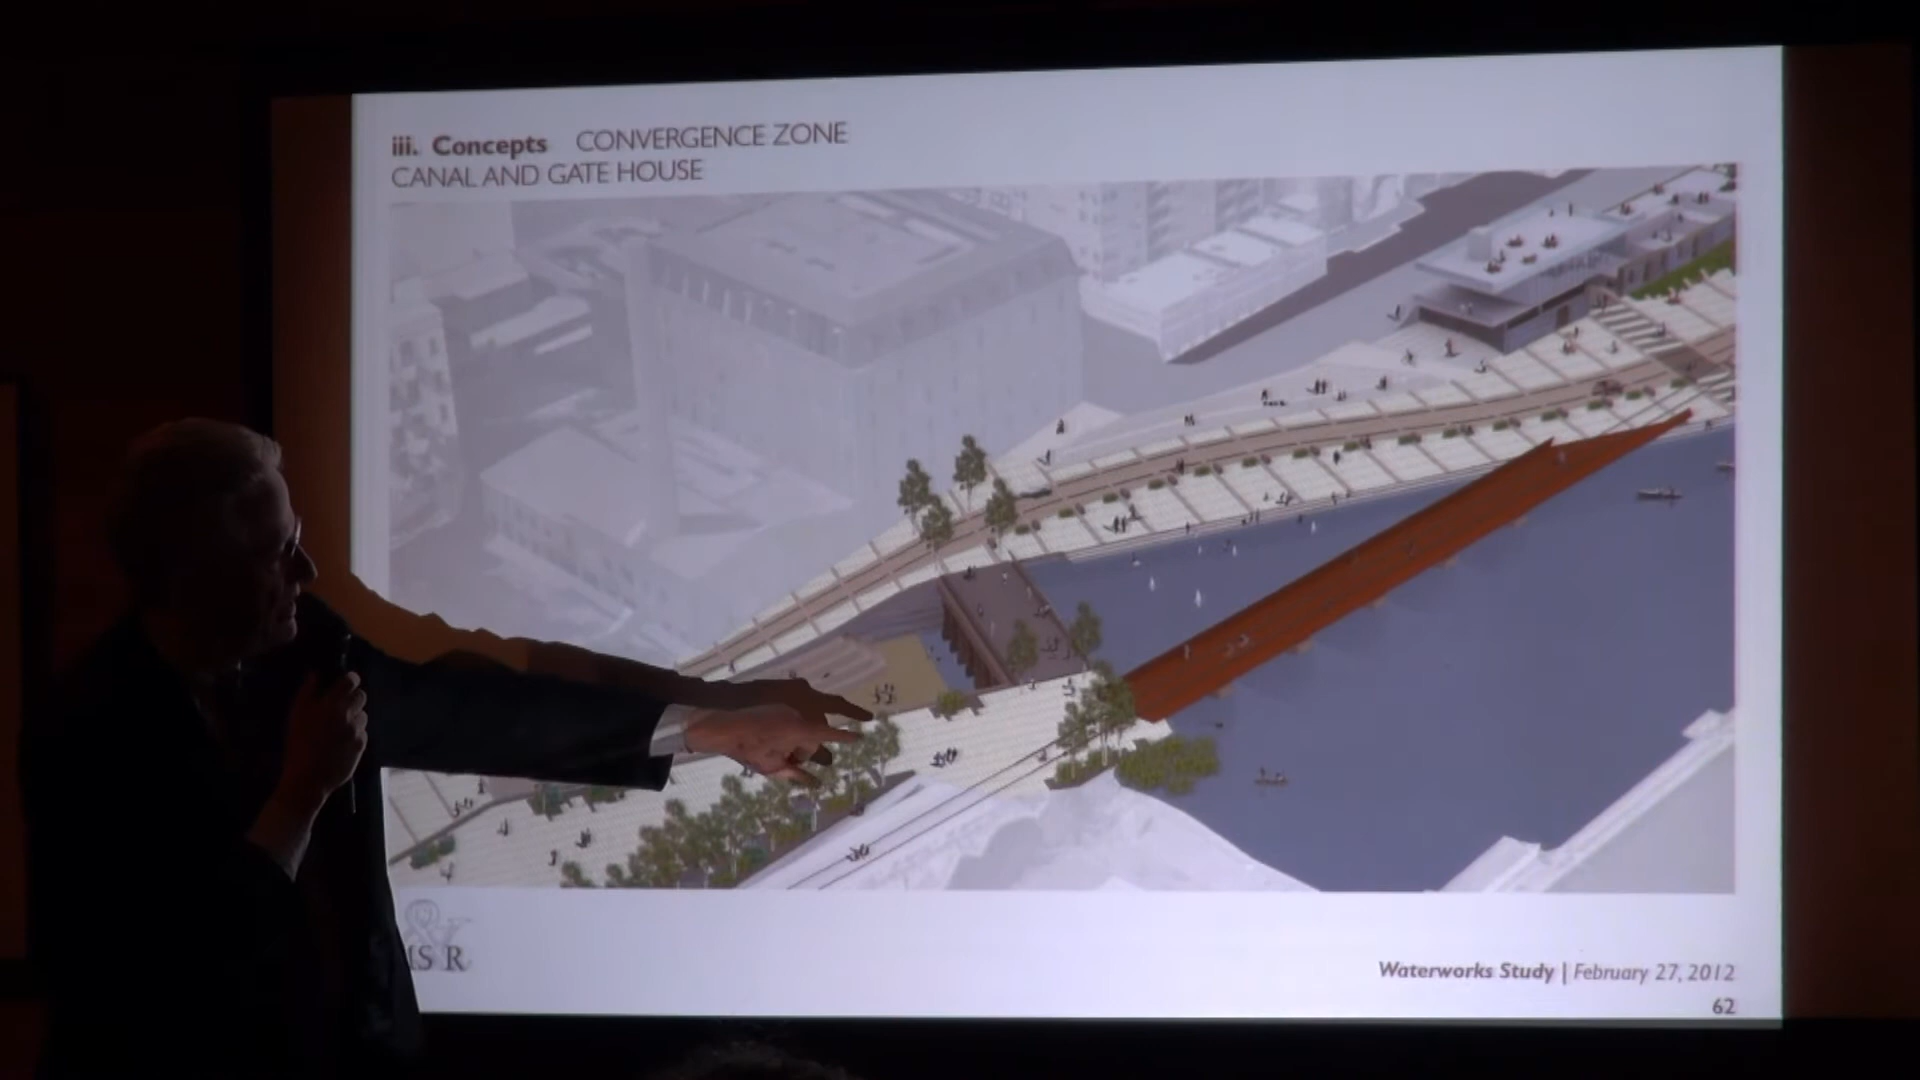 iii. Concepts CONVERGENCE ZONE
CANAL AND GATE HOUSE
&
S R
Waterworks Study | February 27, 2012
62